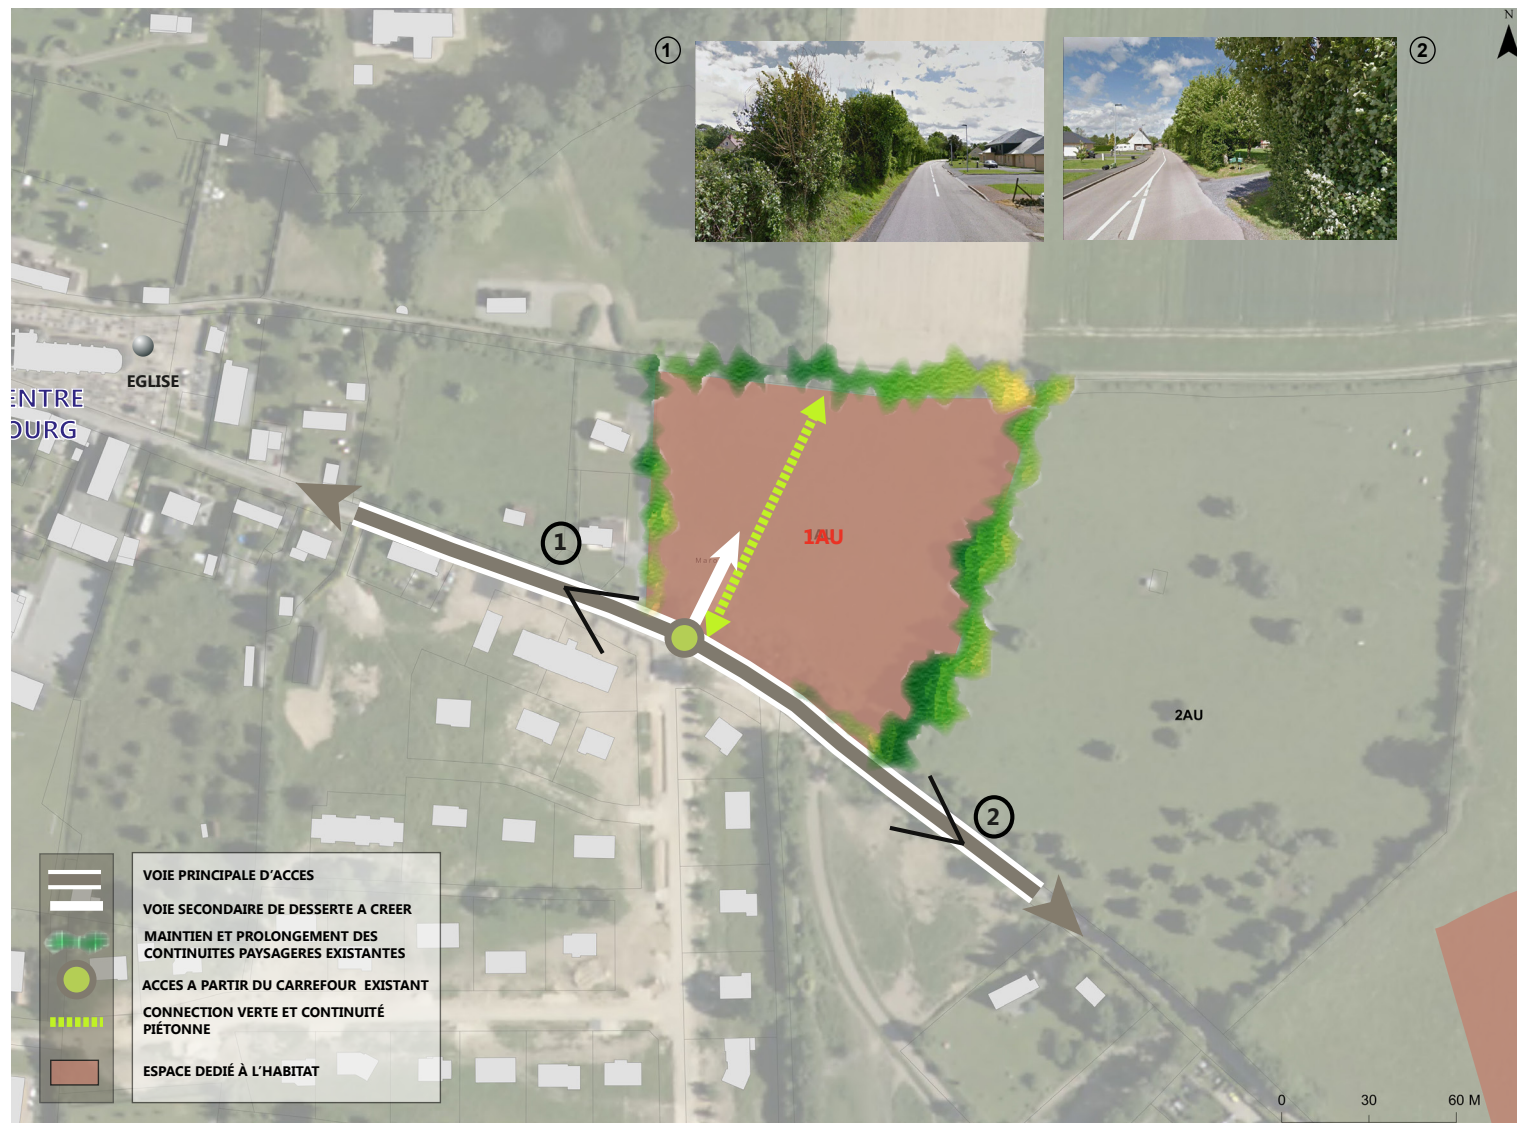 1
2
N
EGLISE
ENTRE
OURG
1
1AU
2AU
2
VOIE PRINCIPALE D'ACCES
VOIE SECONDAIRE DE DESSERTE A CREER
MAINTIEN ET PROLONGEMENT DES
CONTINUITES PAYSAGERES EXISTANTES
ACCES A PARTIR DU CARREFOUR EXISTANT
CONNECTION VERTE ET CONTINUITÉ
PIÉTONNE
ESPACE DEDIÉ À L'HABITAT
0 30 60 M